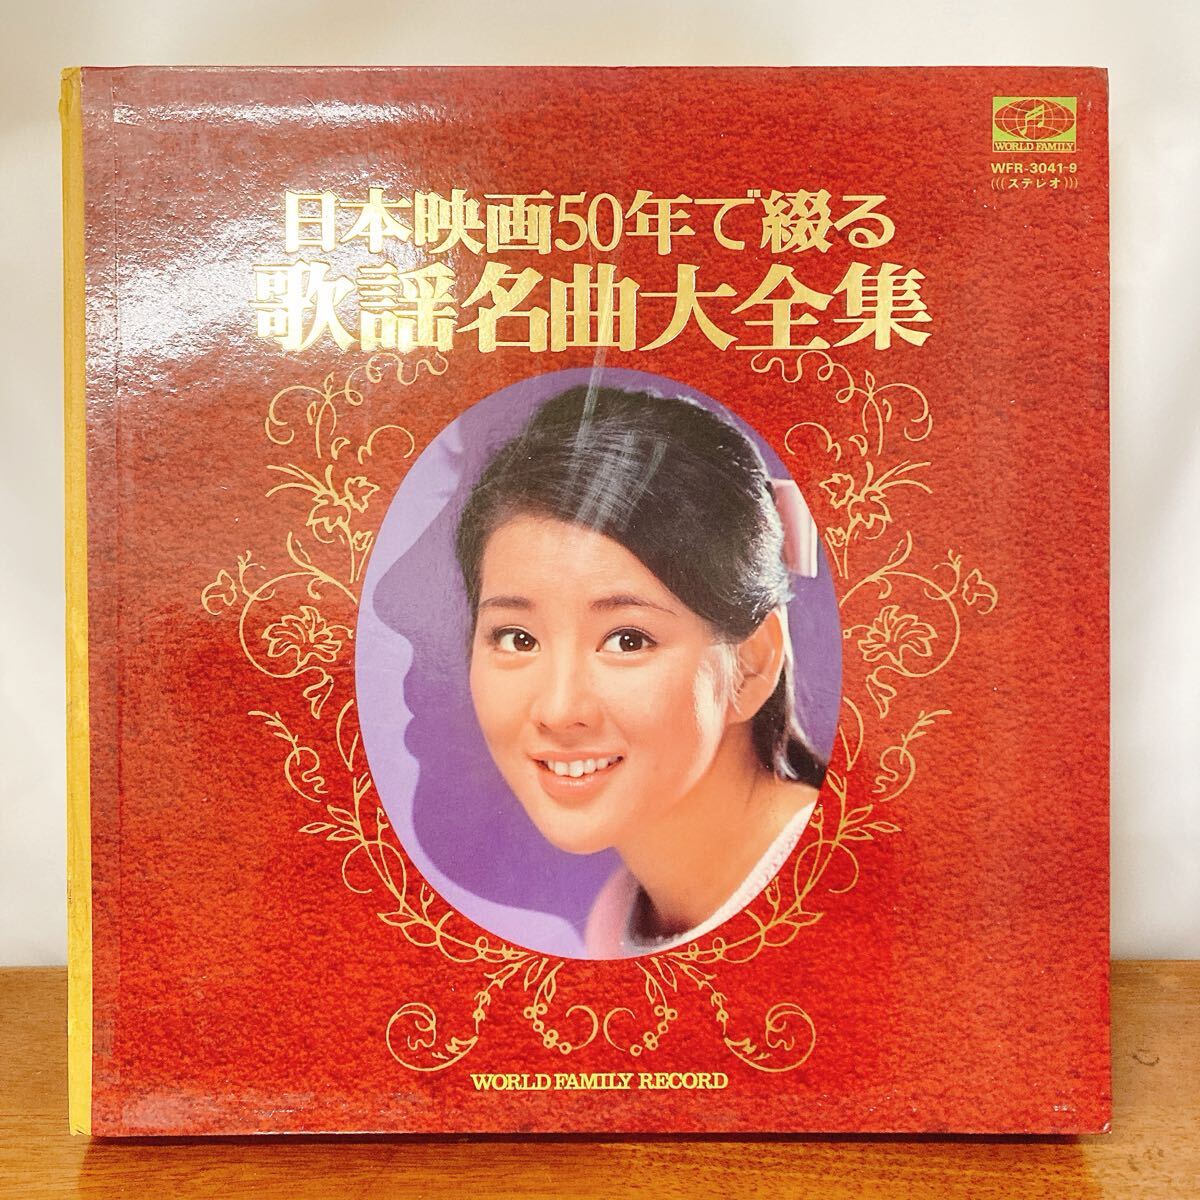 WORLD FAMILY
WFR-3041-9
(((ステレオ)))
日本映画50年で綴る
歌謡名曲大全集
WORLD FAMILY RECORD